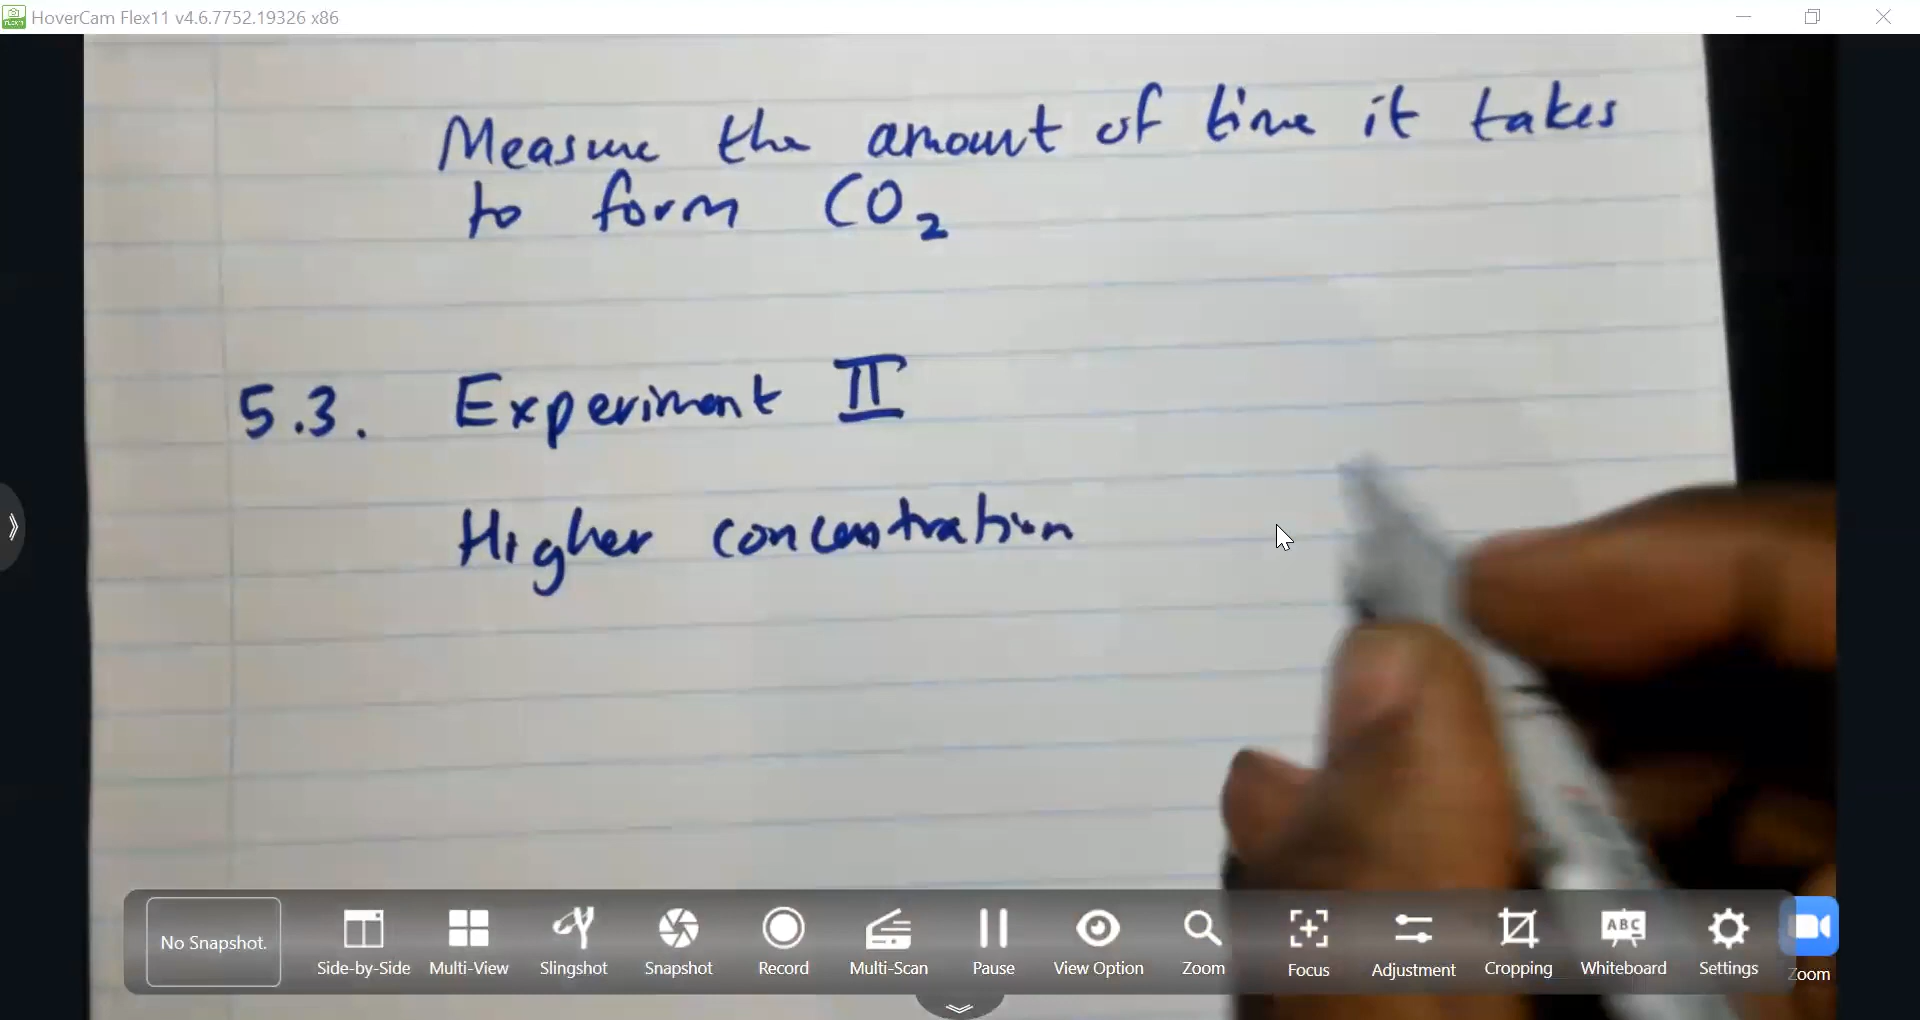 HoverCam Flex11 v4.6.7752.19326 x86
Measure the amount of time it takes
to form CO₂
5.3. Experiment II
Higher concentration
No Snapshot.
Side-by-Side Multi-View Slingshot Snapshot Record Multi-Scan Pause View Option Zoom Focus Adjustment Cropping ABC Whiteboard Settings Zoom